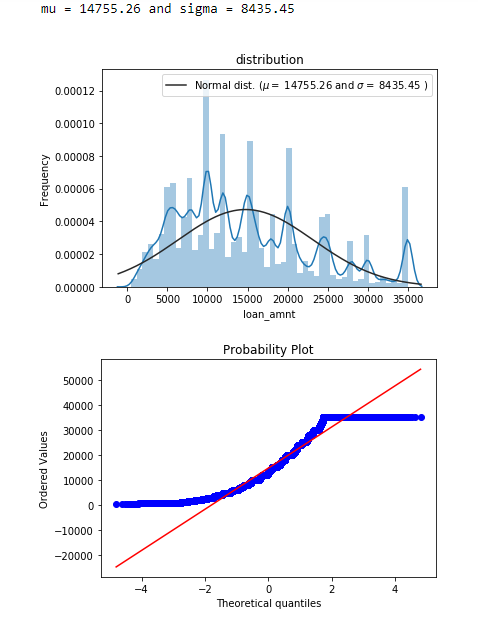 mu = 14755.26 and sigma = 8435.45
distribution
Normal dist. (μ = 14755.26 and σ = 8435.45 )
0.00012
0.00010
0.00008
0.00006
0.00004
0.00002
0.00000
Frequency
0 5000 10000 15000 20000 25000 30000 35000
loan_amnt
Probability Plot
50000
40000
30000
20000
10000
0
−10000
−20000
Ordered Values
−4 −2 0 2 4
Theoretical quantiles